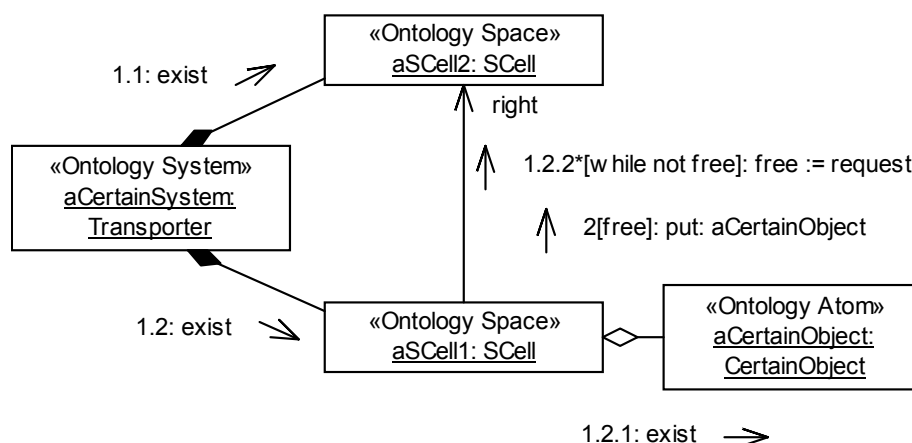 «Ontology Space»
aSCell2: SCell
1.1: exist
right
«Ontology System»
aCertainSystem:
Transporter
1.2.2*[w hile not free]: free := request
2[free]: put: aCertainObject
1.2: exist
«Ontology Space»
aSCell1: SCell
«Ontology Atom»
aCertainObject:
CertainObject
1.2.1: exist